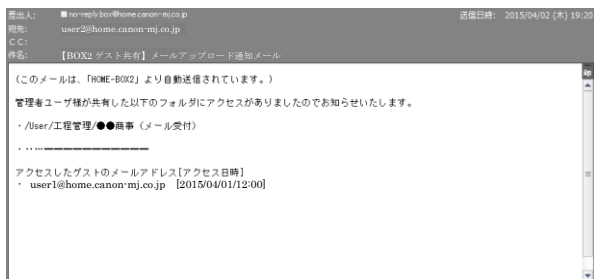 差出人: no-reply-box@home.canon-mj.co.jp 送信日時: 2015/04/02 (木) 19:20
宛先: user2@home.canon-mj.co.jp
CC:
件名: 【BOX2 ゲスト共有】メールアップロード通知メール
(このメールは、「HOME-BOX2」より自動送信されています。)
管理者ユーザ様が共有した以下のフォルダにアクセスがありましたのでお知らせいたします。
・/User/工程管理/●●商事（メール受付）
アクセスしたゲストのメールアドレス[アクセス日時]
・ user1@home.canon-mj.co.jp [2015/04/01/12:00]